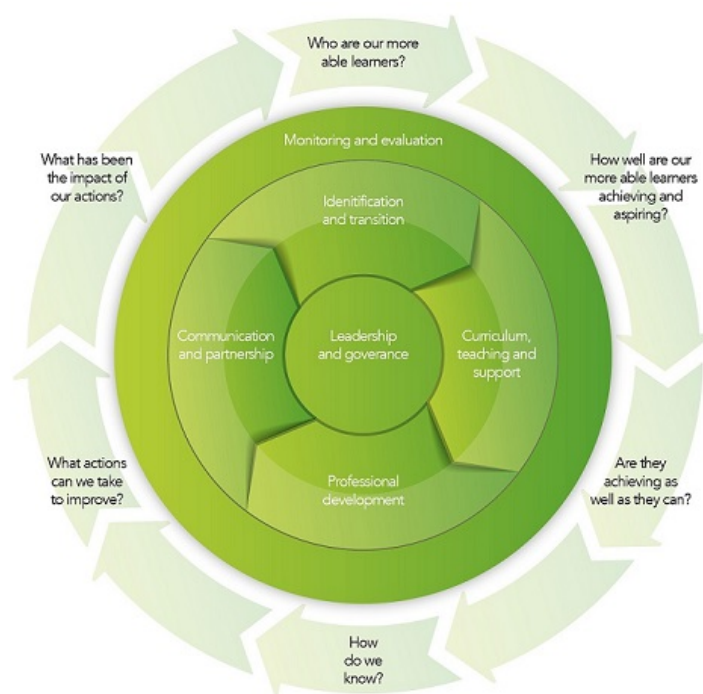 Who are our more
able learners?
Monitoring and evaluation
What has been
the impact of
our actions?
How well are our
more able learners
achieving and
aspiring?
Idenitification
and transition
Communication
and partnership
Leadership
and goverance
Curriculum,
teaching and
support
What actions
can we take
to improve?
Professional
development
Are they
achieving as
well as they can?
How
do we
know?